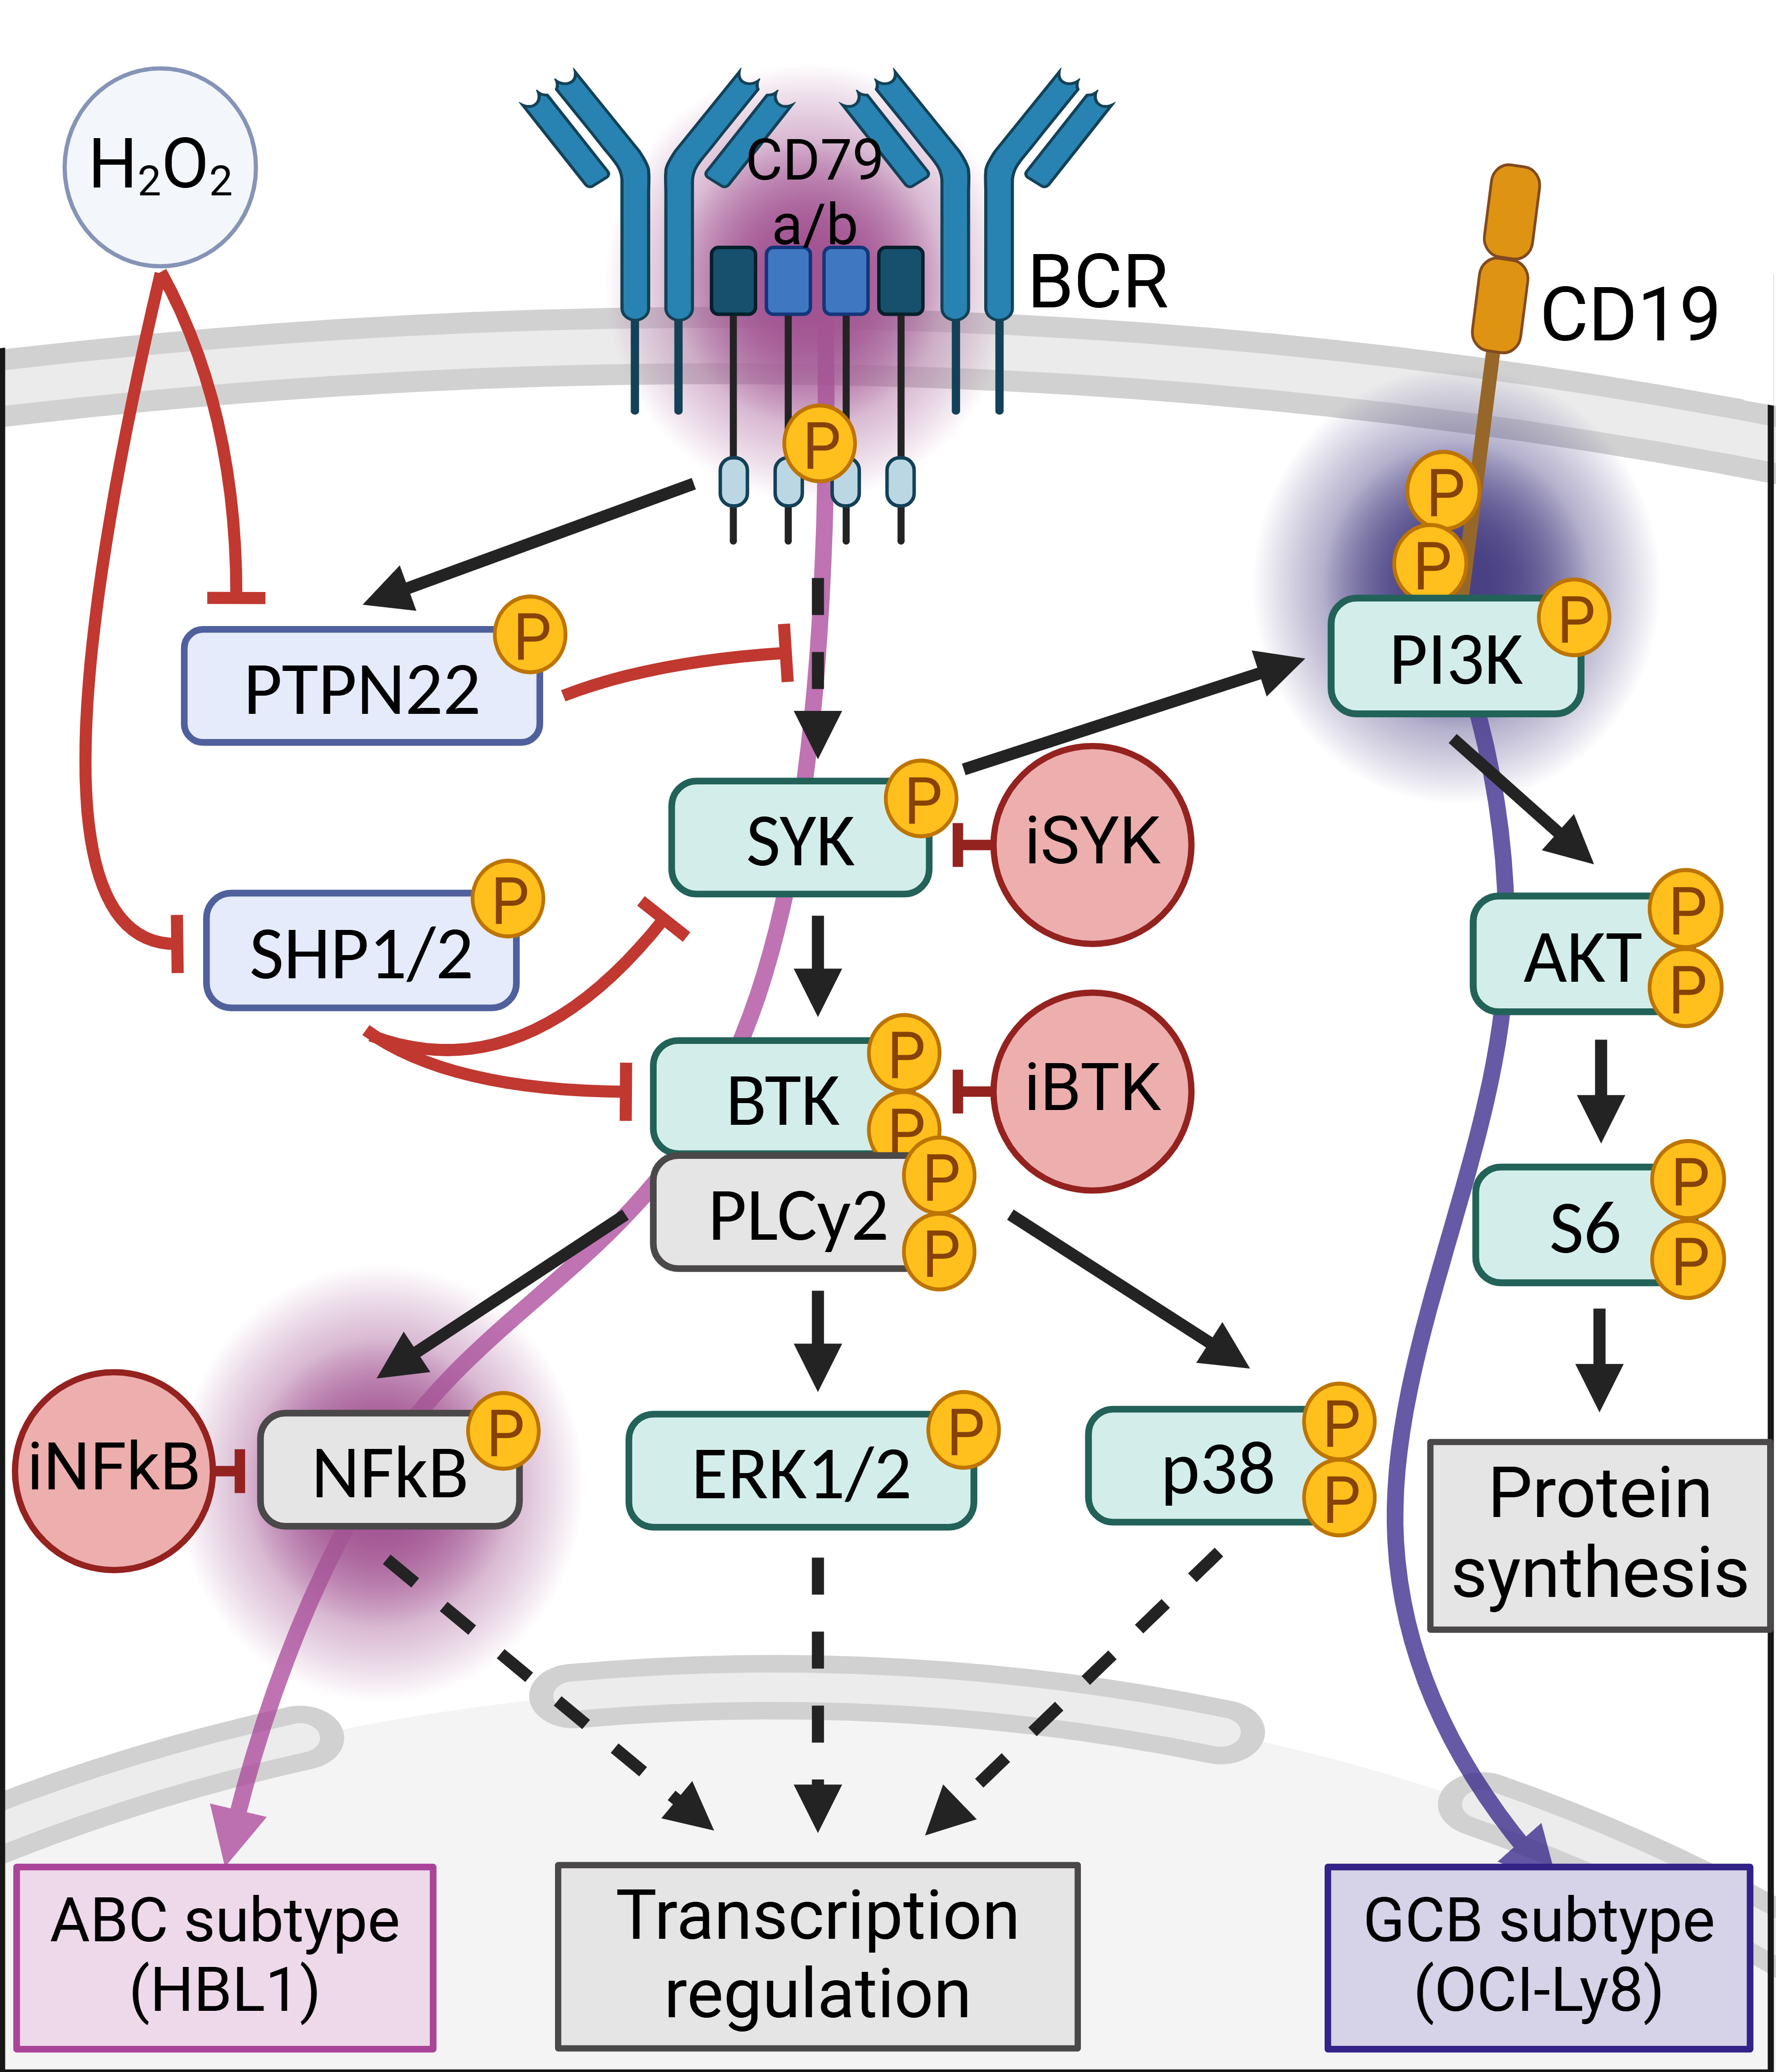 H₂O₂
CD79
a/b
BCR
CD19
P
P
P
PI3K
P
PTPN22
P
SYK
P
iSYK
SHP1/2
P
AKT
P
P
BTK
P
P
iBTK
PLCy2
P
P
S6
P
P
iNFkB
NFkB
P
ERK1/2
P
p38
P
P
Protein
synthesis
ABC subtype
(HBL1)
Transcription
regulation
GCB subtype
(OCI-Ly8)